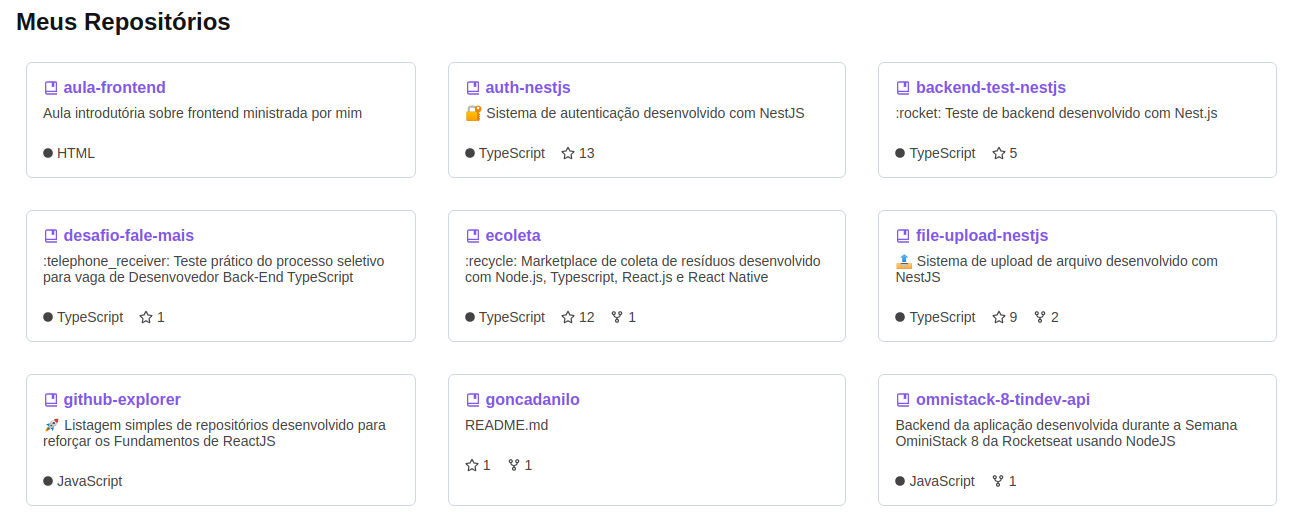 Meus Repositórios
aula-frontend
Aula introdutória sobre frontend ministrada por mim
HTML
auth-nestjs
🔐 Sistema de autenticação desenvolvido com NestJS
TypeScript 13
backend-test-nestjs
:rocket: Teste de backend desenvolvido com Nest.js
TypeScript 5
desafio-fale-mais
:telephone_receiver: Teste prático do processo seletivo
para vaga de Desenvovedor Back-End TypeScript
TypeScript 1
ecoleta
:recycle: Marketplace de coleta de resíduos desenvolvido
com Node.js, Typescript, React.js e React Native
TypeScript 12 1
file-upload-nestjs
📤 Sistema de upload de arquivo desenvolvido com
NestJS
TypeScript 9 2
github-explorer
🚀 Listagem simples de repositórios desenvolvido para
reforçar os Fundamentos de ReactJS
JavaScript
goncadanilo
README.md
1 1
omnistack-8-tindev-api
Backend da aplicação desenvolvida durante a Semana
OminiStack 8 da Rocketseat usando NodeJS
JavaScript 1